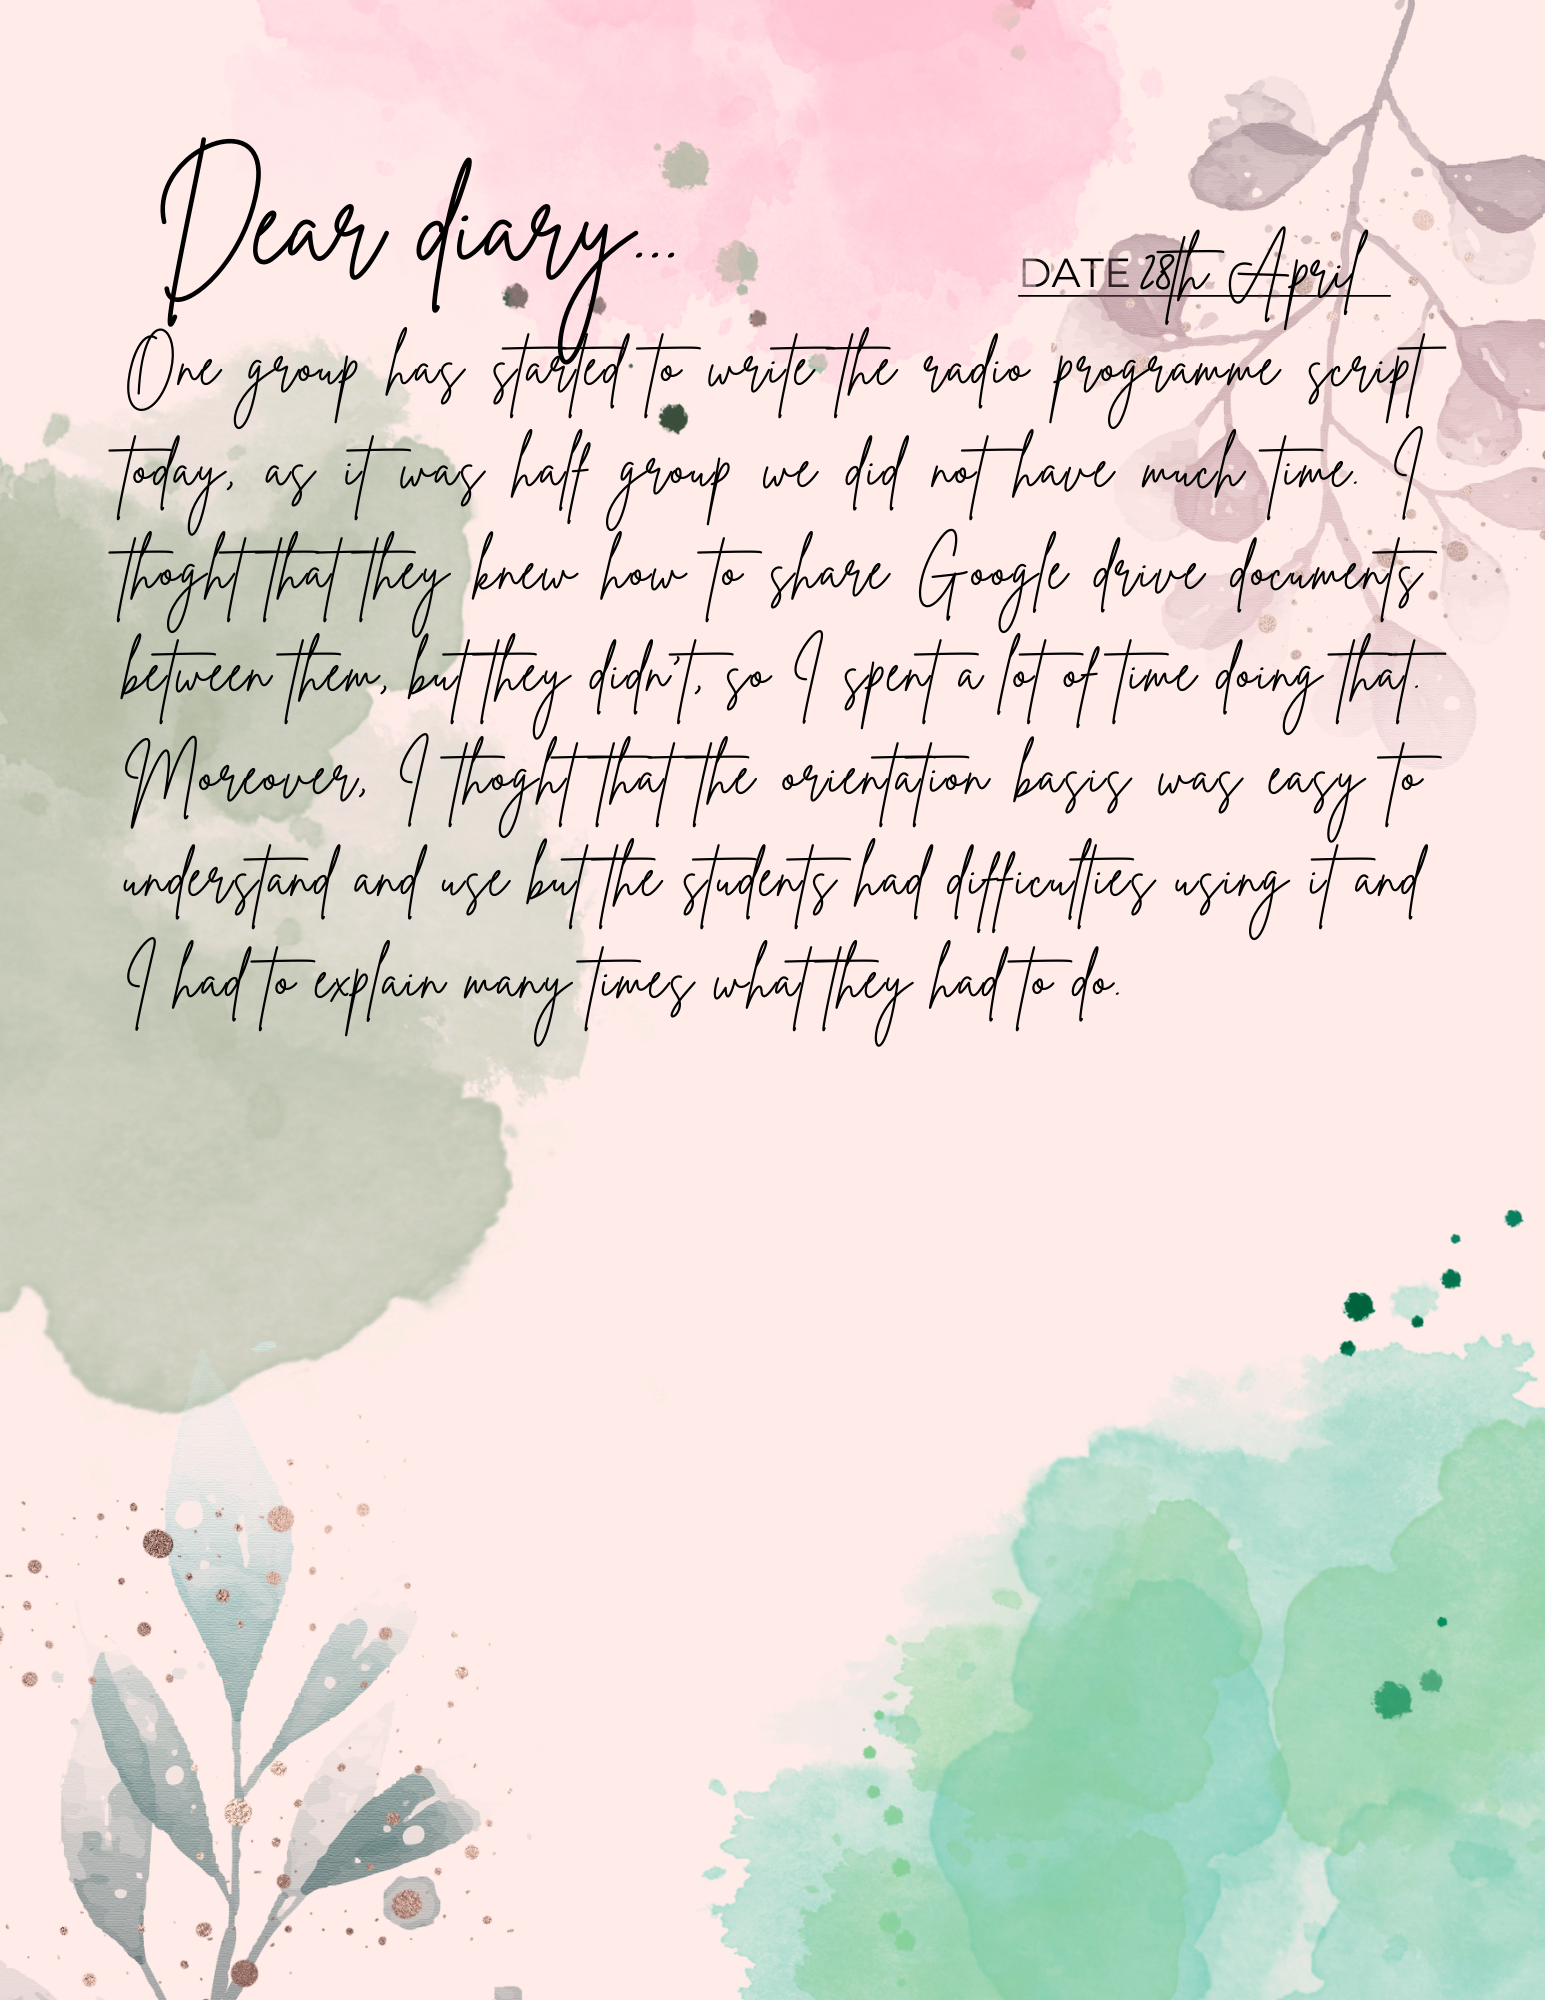 Dear diary...
DATE 28th April
One group has started to write the radio programme script
today, as it was half group we did not have much time. I
thoght that they knew how to share Google drive documents
between them, but they didn't, so I spent a lot of time doing that.
Moreover, I thoght that the orientation basis was easy to
understand and use but the students had difficulties using it and
I had to explain many times what they had to do.